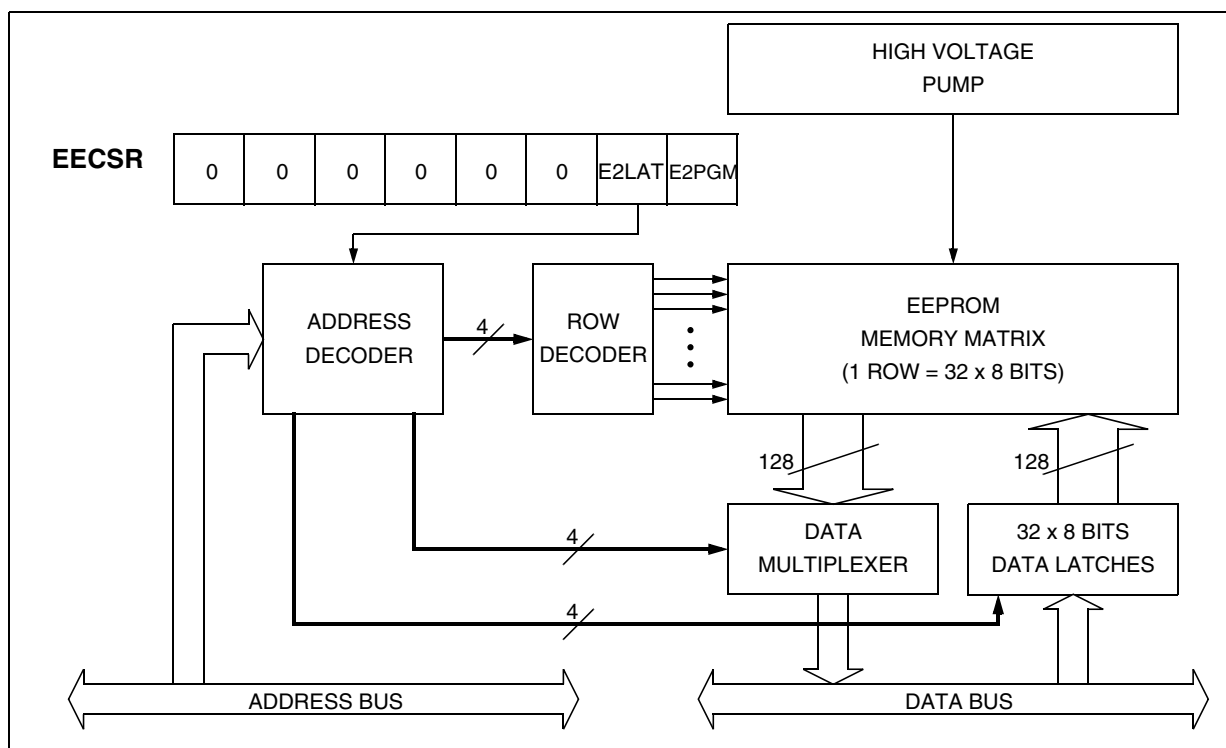 HIGH VOLTAGE
PUMP
EECSR
0 0 0 0 0 0 E2LAT E2PGM
ADDRESS
DECODER
4
ROW
DECODER
EEPROM
MEMORY MATRIX
(1 ROW = 32 x 8 BITS)
128
128
4
DATA
MULTIPLEXER
32 x 8 BITS
DATA LATCHES
4
ADDRESS BUS
DATA BUS